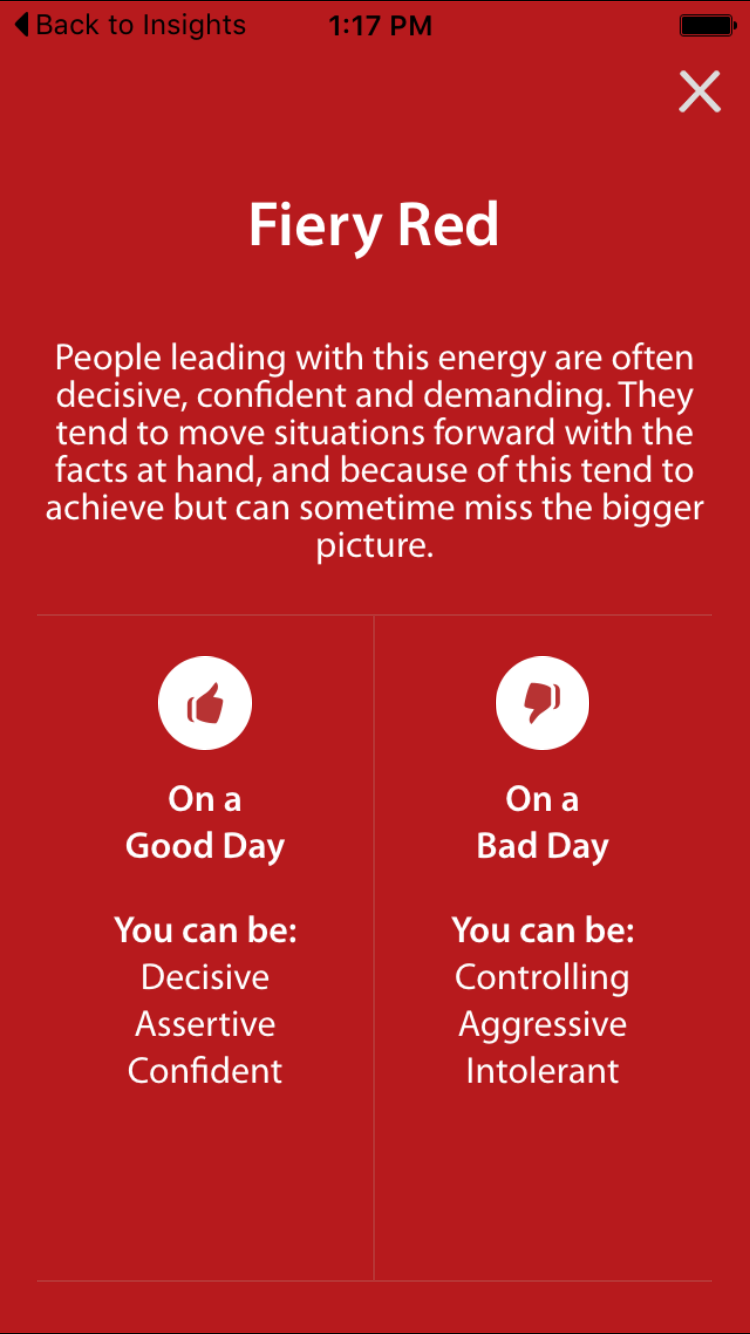 Back to Insights
1:17 PM
Fiery Red
People leading with this energy are often
decisive, confident and demanding. They
tend to move situations forward with the
facts at hand, and because of this tend to
achieve but can sometime miss the bigger
picture.
On a
Good Day
You can be:
Decisive
Assertive
Confident
On a
Bad Day
You can be:
Controlling
Aggressive
Intolerant